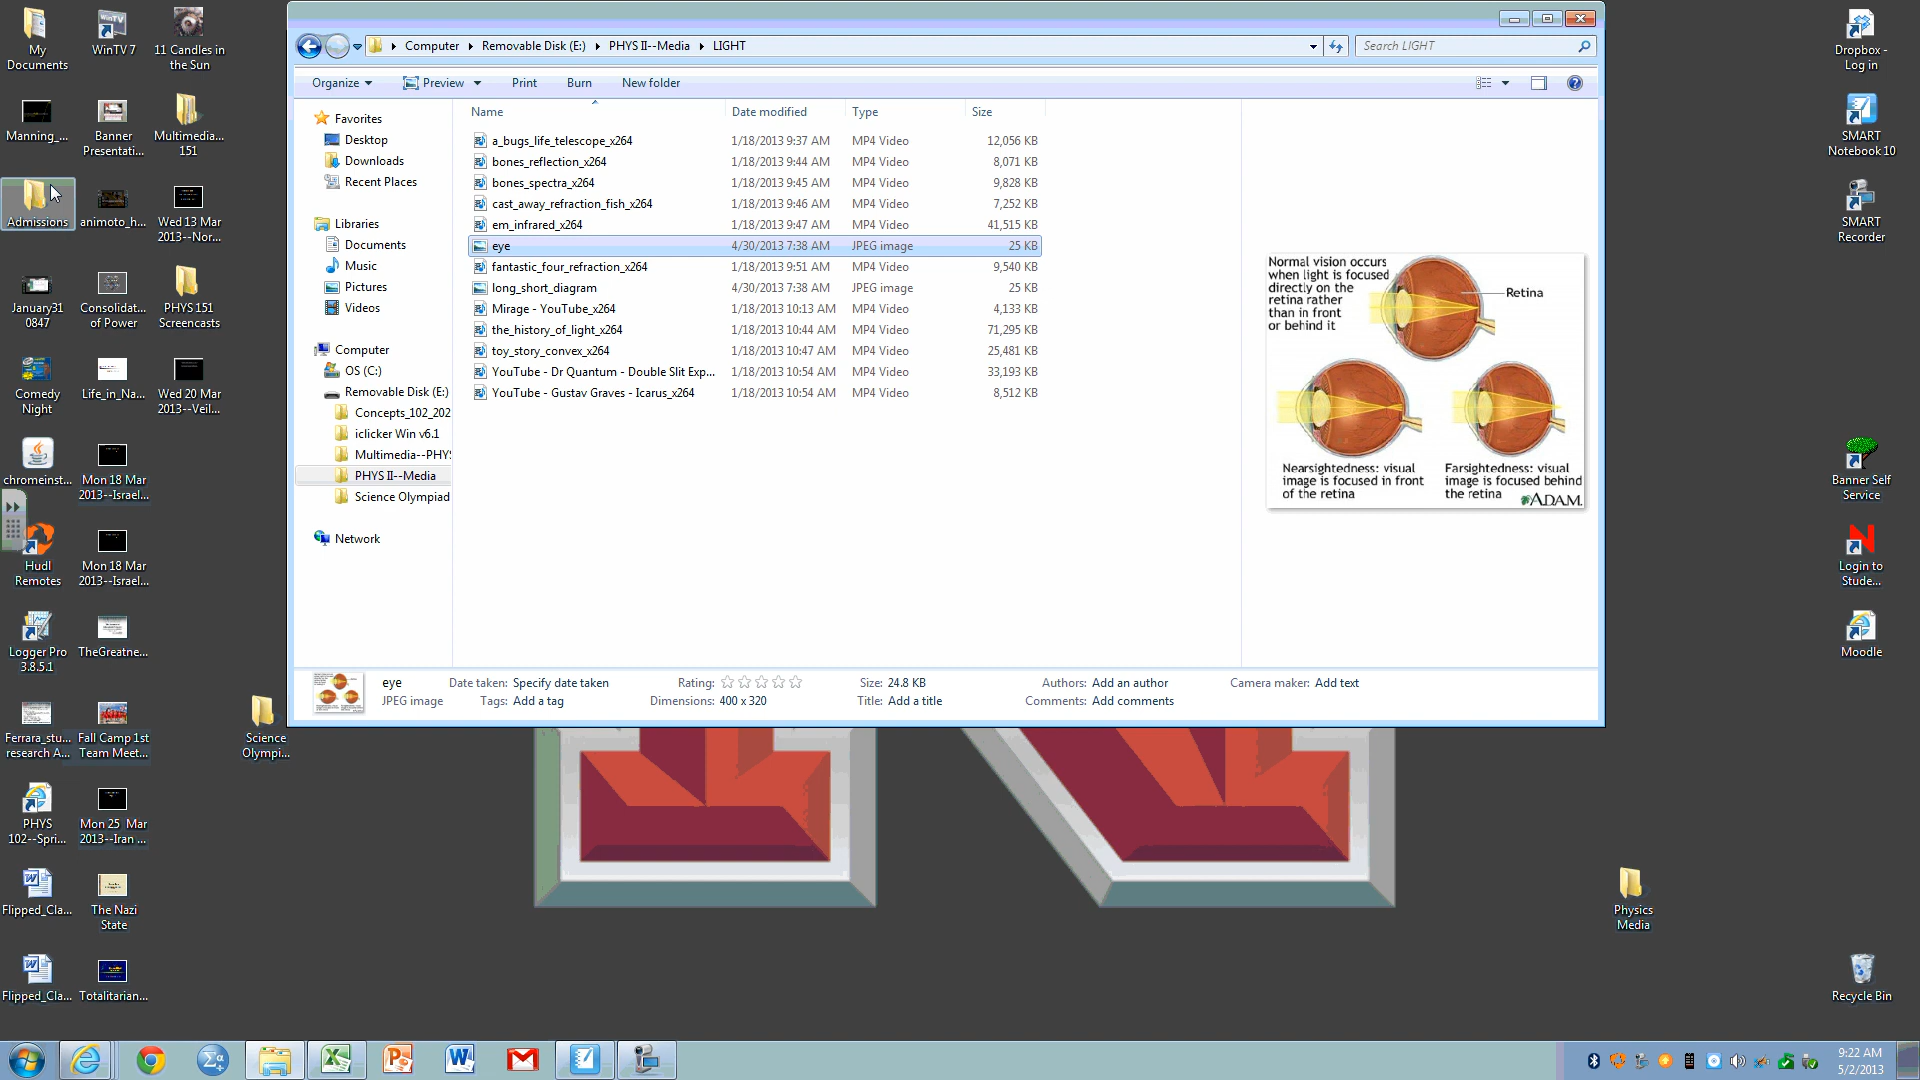 Computer
Removable Disk (E:)
PHYS II--Media
LIGHT
Search LIGHT
Organize
Preview
Print
Burn
New folder
Name
Date modified
Type
Size
a_bugs_life_telescope_x264 1/18/2013 9:37 AM MP4 Video 12,056 KB
bones_reflection_x264 1/18/2013 9:44 AM MP4 Video 8,071 KB
bones_spectra_x264 1/18/2013 9:45 AM MP4 Video 9,828 KB
cast_away_refraction_fish_x264 1/18/2013 9:46 AM MP4 Video 7,252 KB
em_infrared_x264 1/18/2013 9:47 AM MP4 Video 41,515 KB
eye 4/30/2013 7:38 AM JPEG image 25 KB
fantastic_four_refraction_x264 1/18/2013 9:51 AM MP4 Video 9,540 KB
long_short_diagram 4/30/2013 7:38 AM JPEG image 25 KB
Mirage - YouTube_x264 1/18/2013 10:13 AM MP4 Video 4,133 KB
the_history_of_light_x264 1/18/2013 10:44 AM MP4 Video 71,295 KB
toy_story_convex_x264 1/18/2013 10:47 AM MP4 Video 25,481 KB
YouTube - Dr Quantum - Double Slit Exp... 1/18/2013 10:54 AM MP4 Video 33,193 KB
YouTube - Gustav Graves - Icarus_x264 1/18/2013 10:54 AM MP4 Video 8,512 KB
Favorites
Desktop
Downloads
Recent Places
Libraries
Documents
Music
Pictures
Videos
Computer
OS (C:)
Removable Disk (E:)
Concepts_102_202
iclicker Win v6.1
Multimedia--PHYS
PHYS II--Media
Science Olympiad
Network
Normal vision occurs
when light is focused
directly on the
retina rather
than in front
or behind it
Retina
Nearsightedness: visual
image is focused in front
of the retina
Farsightedness: visual
image is focused behind
the retina
ADAM.
eye
JPEG image
Date taken: Specify date taken
Tags: Add a tag
Rating:
Dimensions: 400 x 320
Size: 24.8 KB
Title: Add a title
Authors: Add an author
Comments: Add comments
Camera maker: Add text
My
Documents
WinTV
WinTV 7
11 Candles in
the Sun
Manning_...
Banner
Presentati...
Multimedia...
151
Admissions
animoto_h...
Wed 13 Mar
2013--Nor...
January31
0847
Consolidat...
of Power
PHYS 151
Screencasts
Comedy
Night
Life_in_Na...
Wed 20 Mar
2013--Veil...
chromeinst...
Mon 18 Mar
2013--Israel...
Hudl
Remotes
Mon 18 Mar
2013--Israel...
Logger Pro
3.8.5.1
TheGreatne...
Ferrara_stu...
research A...
Fall Camp 1st
Team Meet...
Science
Olympi...
PHYS
102--Spri...
Mon 25 Mar
2013--Iran ...
Flipped_Cla...
The Nazi
State
Flipped_Cla...
Totalitarian...
Dropbox -
Log in
SMART
Notebook 10
SMART
Recorder
Banner Self
Service
Login to
Stude...
Moodle
Physics
Media
Recycle Bin
9:22 AM
5/2/2013